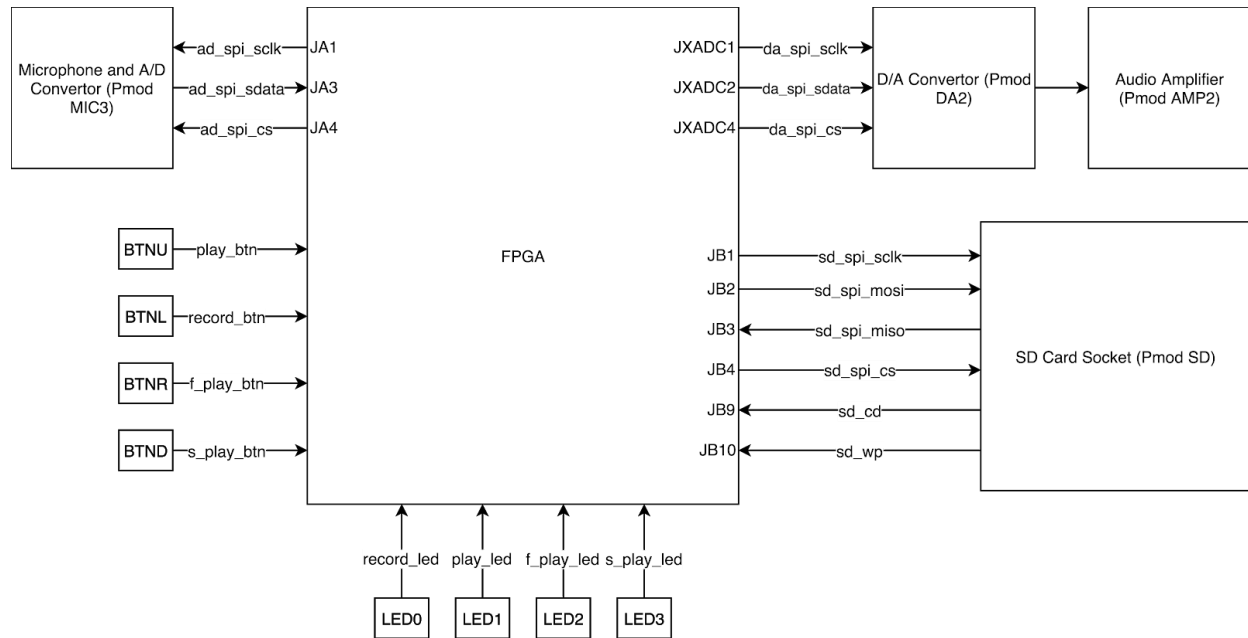 Microphone and A/D
Convertor (Pmod
MIC3)
ad_spi_sclk
JA1
ad_spi_sdata
JA3
ad_spi_cs
JA4
JXADC1
da_spi_sclk
JXADC2
da_spi_sdata
JXADC4
da_spi_cs
D/A Convertor (Pmod
DA2)
Audio Amplifier
(Pmod AMP2)
BTNU
play_btn
BTNL
record_btn
BTNR
f_play_btn
BTND
s_play_btn
FPGA
JB1
sd_spi_sclk
JB2
sd_spi_mosi
JB3
sd_spi_miso
JB4
sd_spi_cs
JB9
sd_cd
JB10
sd_wp
SD Card Socket (Pmod SD)
record_led
play_led
f_play_led
s_play_led
LED0
LED1
LED2
LED3